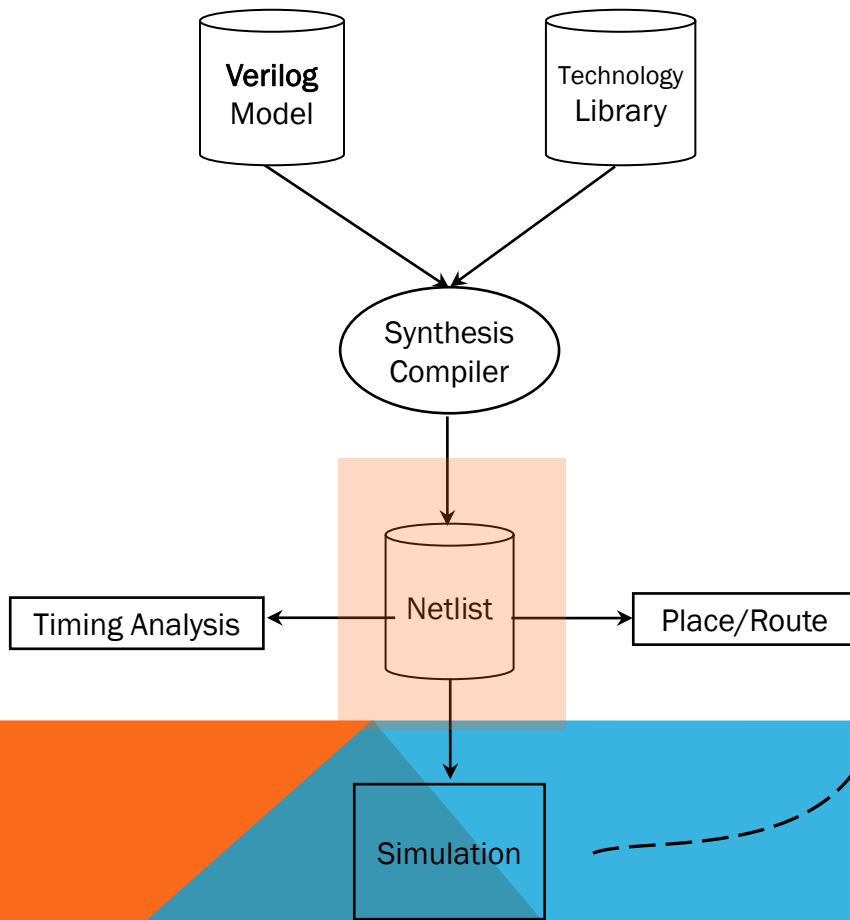 Verilog
Model
Technology
Library
Synthesis
Compiler
Netlist
Timing Analysis
Place/Route
Simulation